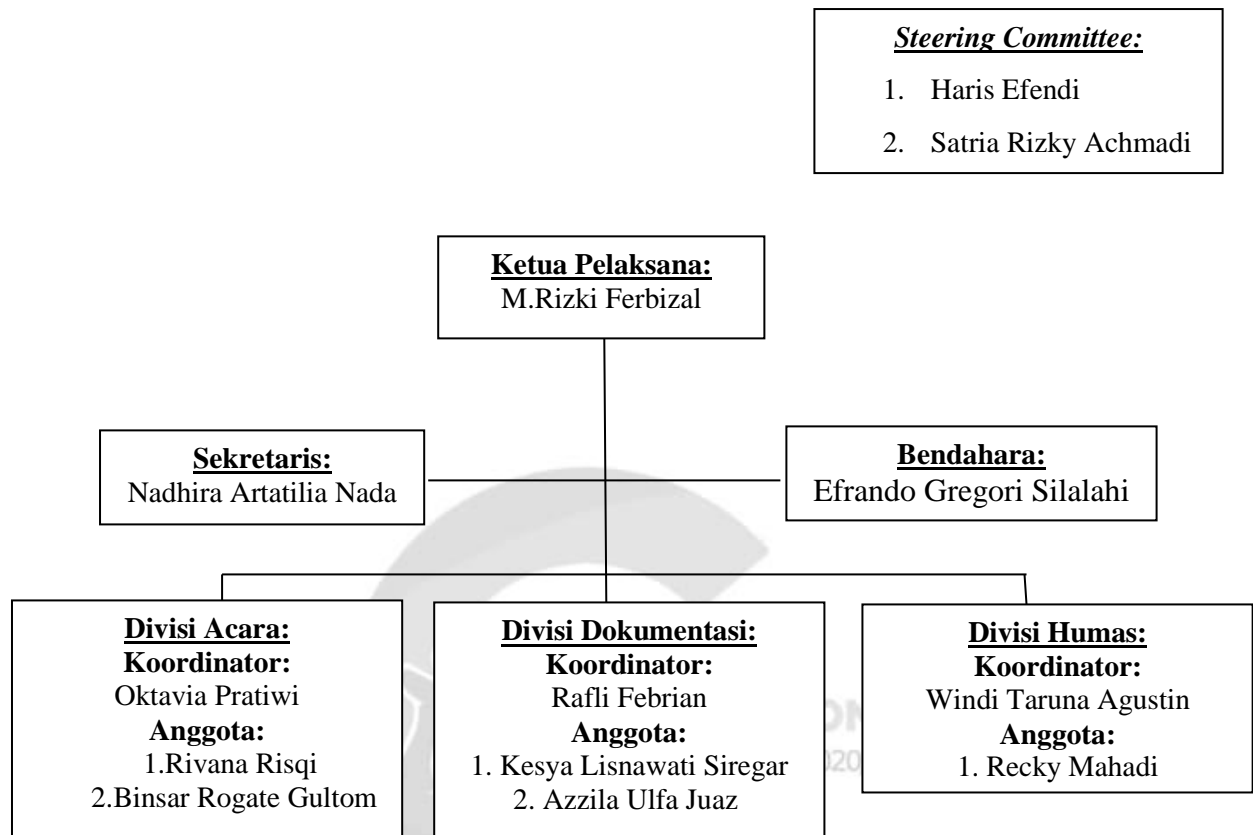 Steering Committee:
1. Haris Efendi
2. Satria Rizky Achmadi
Ketua Pelaksana:
M.Rizki Ferbizal
Sekretaris:
Nadhira Artatilia Nada
Bendahara:
Efrando Gregori Silalahi
Divisi Acara:
Koordinator:
Oktavia Pratiwi
Anggota:
1.Rivana Risqi
2.Binsar Rogate Gultom
Divisi Dokumentasi:
Koordinator:
Rafli Febrian
Anggota:
1. Kesya Lisnawati Siregar
2. Azzila Ulfa Juaz
Divisi Humas:
Koordinator:
Windi Taruna Agustin
Anggota:
1. Recky Mahadi